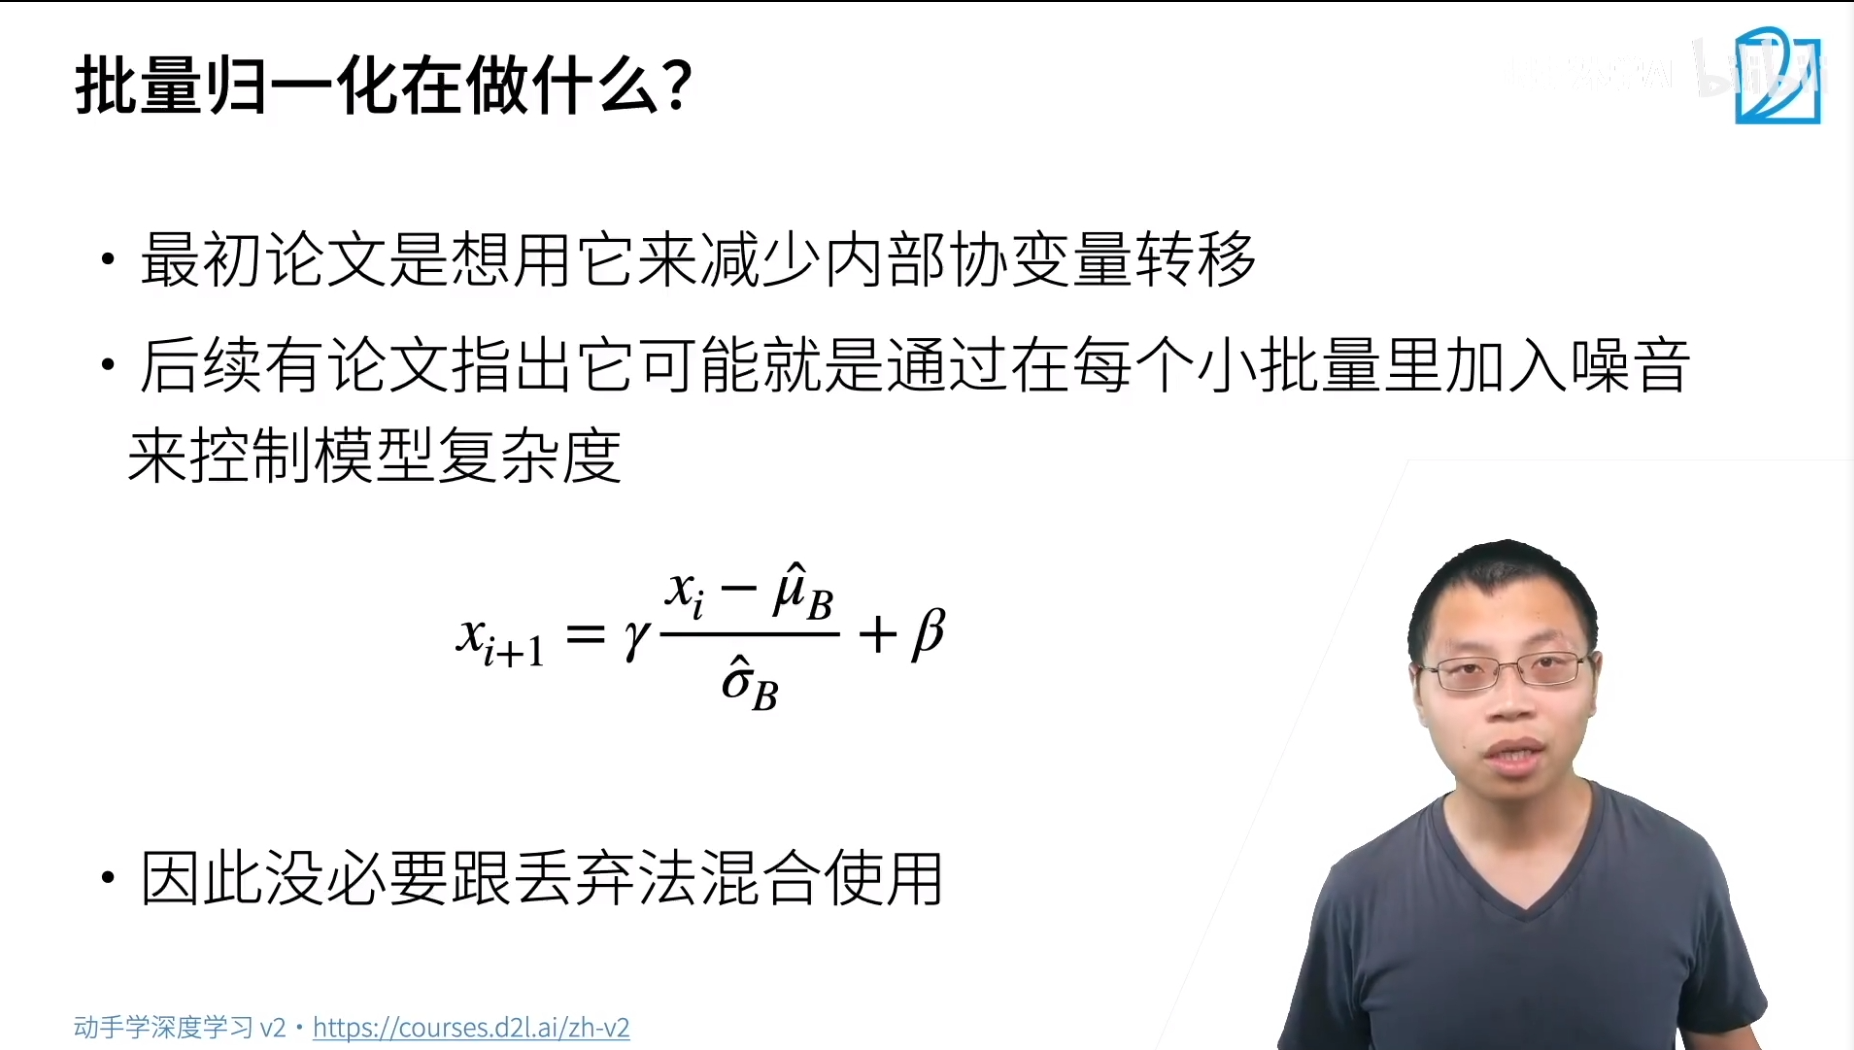 批量归一化在做什么？
bilibili
• 最初论文是想用它来减少内部协变量转移
• 后续有论文指出它可能就是通过在每个小批量里加入噪音
来控制模型复杂度
x_{i+1} = γ \frac{x_i − \hat{μ}_B}{\hat{σ}_B} + β
• 因此没必要跟丢弃法混合使用
动手学深度学习 v2 • https://courses.d2l.ai/zh-v2